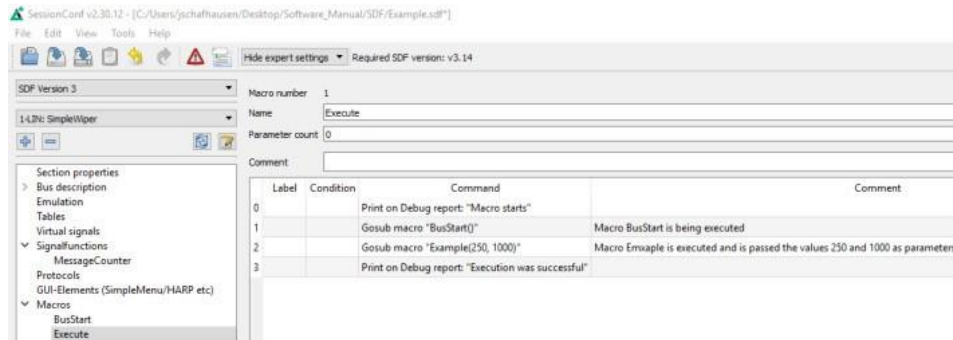 SessionConf v2.30.12 - [C:/Users/jschafhausen/Desktop/Software_Manual/SDF/Example.sdf*]
File Edit View Tools Help
Hide expert settings Required SDF version: v3.14
SDF Version 3
Macro number 1
1-LIN: SimpleWiper
Name Execute
Parameter count 0
Comment
Section properties
Bus description
Emulation
Tables
Virtual signals
Signalfunctions
MessageCounter
Protocols
GUI-Elements (SimpleMenu/HARP etc)
Macros
BusStart
Execute
Label Condition Command Comment
0 Print on Debug report: "Macro starts"
1 Gosub macro "BusStart()" Macro BusStart is being executed
2 Gosub macro "Example(250, 1000)" Macro Emxaple is executed and is passed the values 250 and 1000 as parameters
3 Print on Debug report: "Execution was successful"